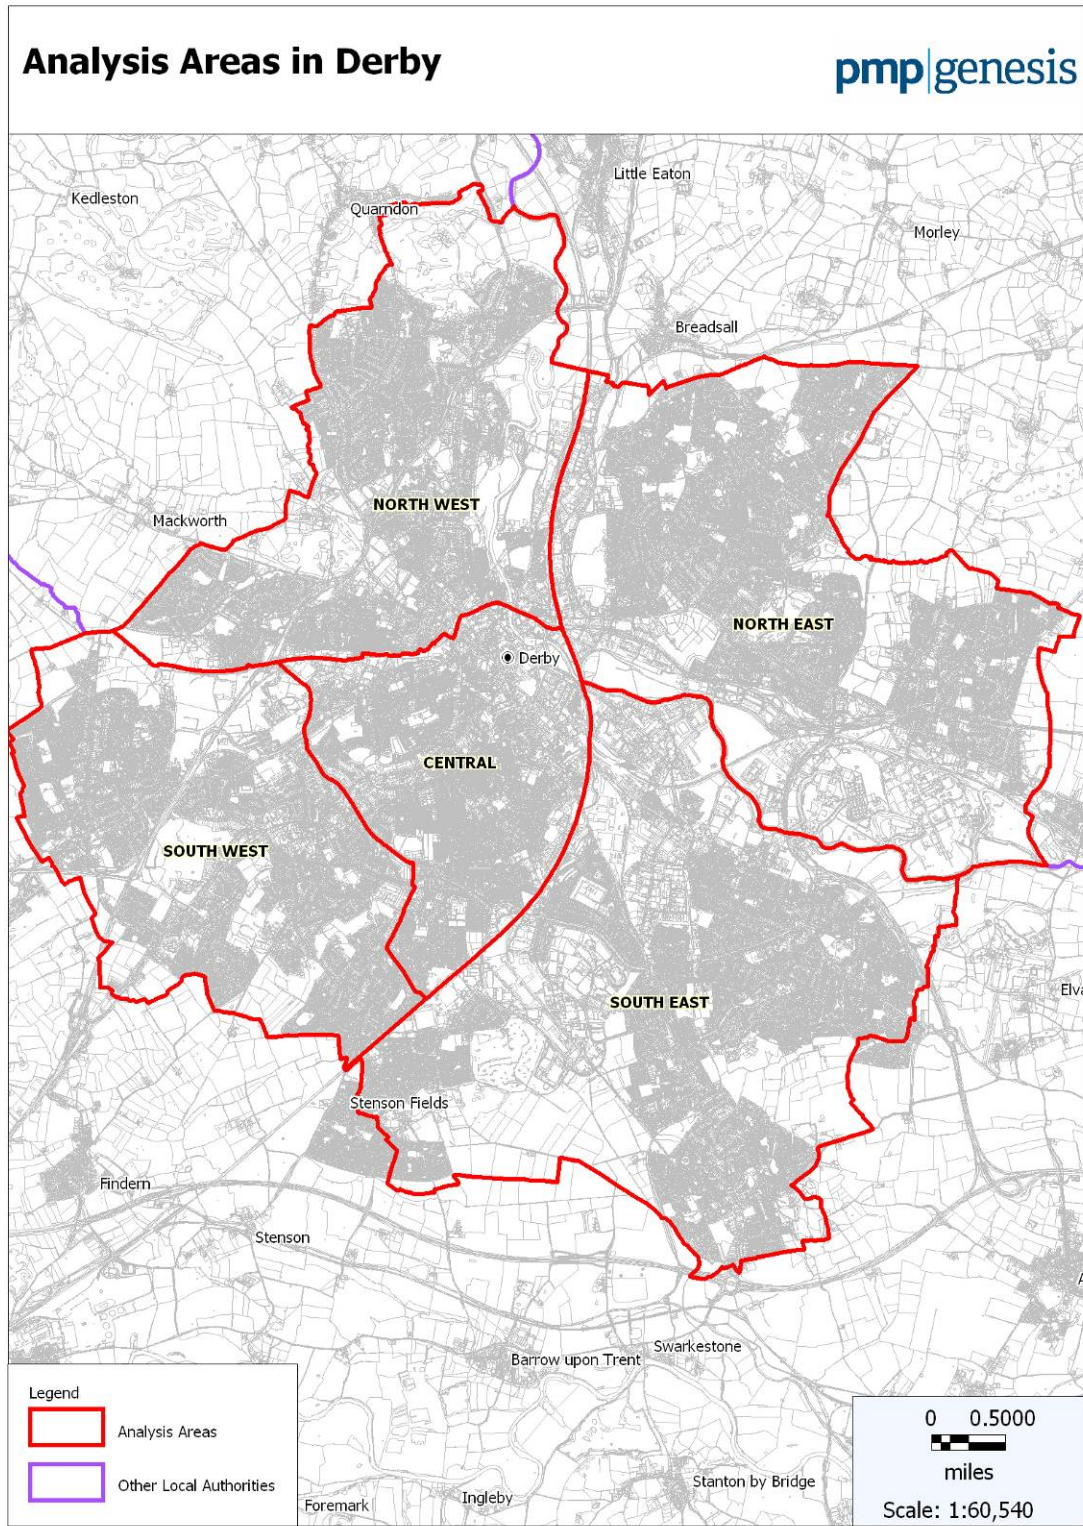 Analysis Areas in Derby
pmp|genesis
Little Eaton
Kedleston
Quarndon
Morley
Breadsall
NORTH WEST
Mackworth
NORTH EAST
Derby
CENTRAL
SOUTH WEST
Elva
SOUTH EAST
Stenson Fields
Findern
Stenson
A
Swarkestone
Barrow upon Trent
Legend
Analysis Areas
Other Local Authorities
Stanton by Bridge
Ingleby
Foremark
0 0.5000
miles
Scale: 1:60,540